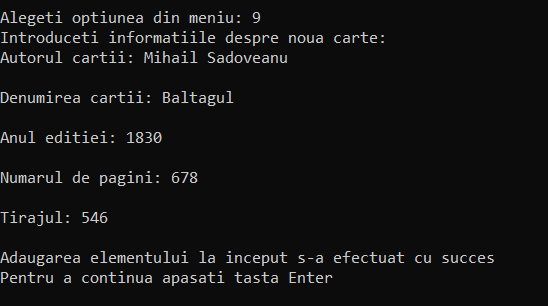 Alegeti optiunea din meniu: 9
Introduceti informatiile despre noua carte:
Autorul cartii: Mihail Sadoveanu
Denumirea cartii: Baltagul
Anul editiei: 1830
Numarul de pagini: 678
Tirajul: 546
Adaugarea elementului la inceput s-a efectuat cu succes
Pentru a continua apasati tasta Enter